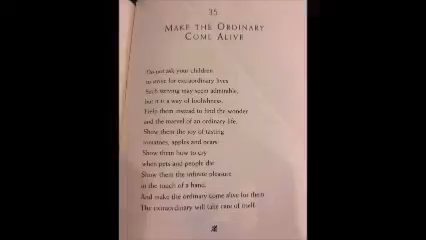 35
MAKE THE ORDINARY
COME ALIVE
Do not ask your children
to strive for extraordinary lives
Such striving may seem admirable,
but it is a way of foolishness.
Help them instead to find the wonder
and the marvel of an ordinary life.
Show them the joy of tasting
tomatoes, apples and pears
Show them how to cry
when pets and people die
Show them the infinite pleasure
in the touch of a hand.
And make the ordinary come alive for them
The extraordinary will take care of itself.